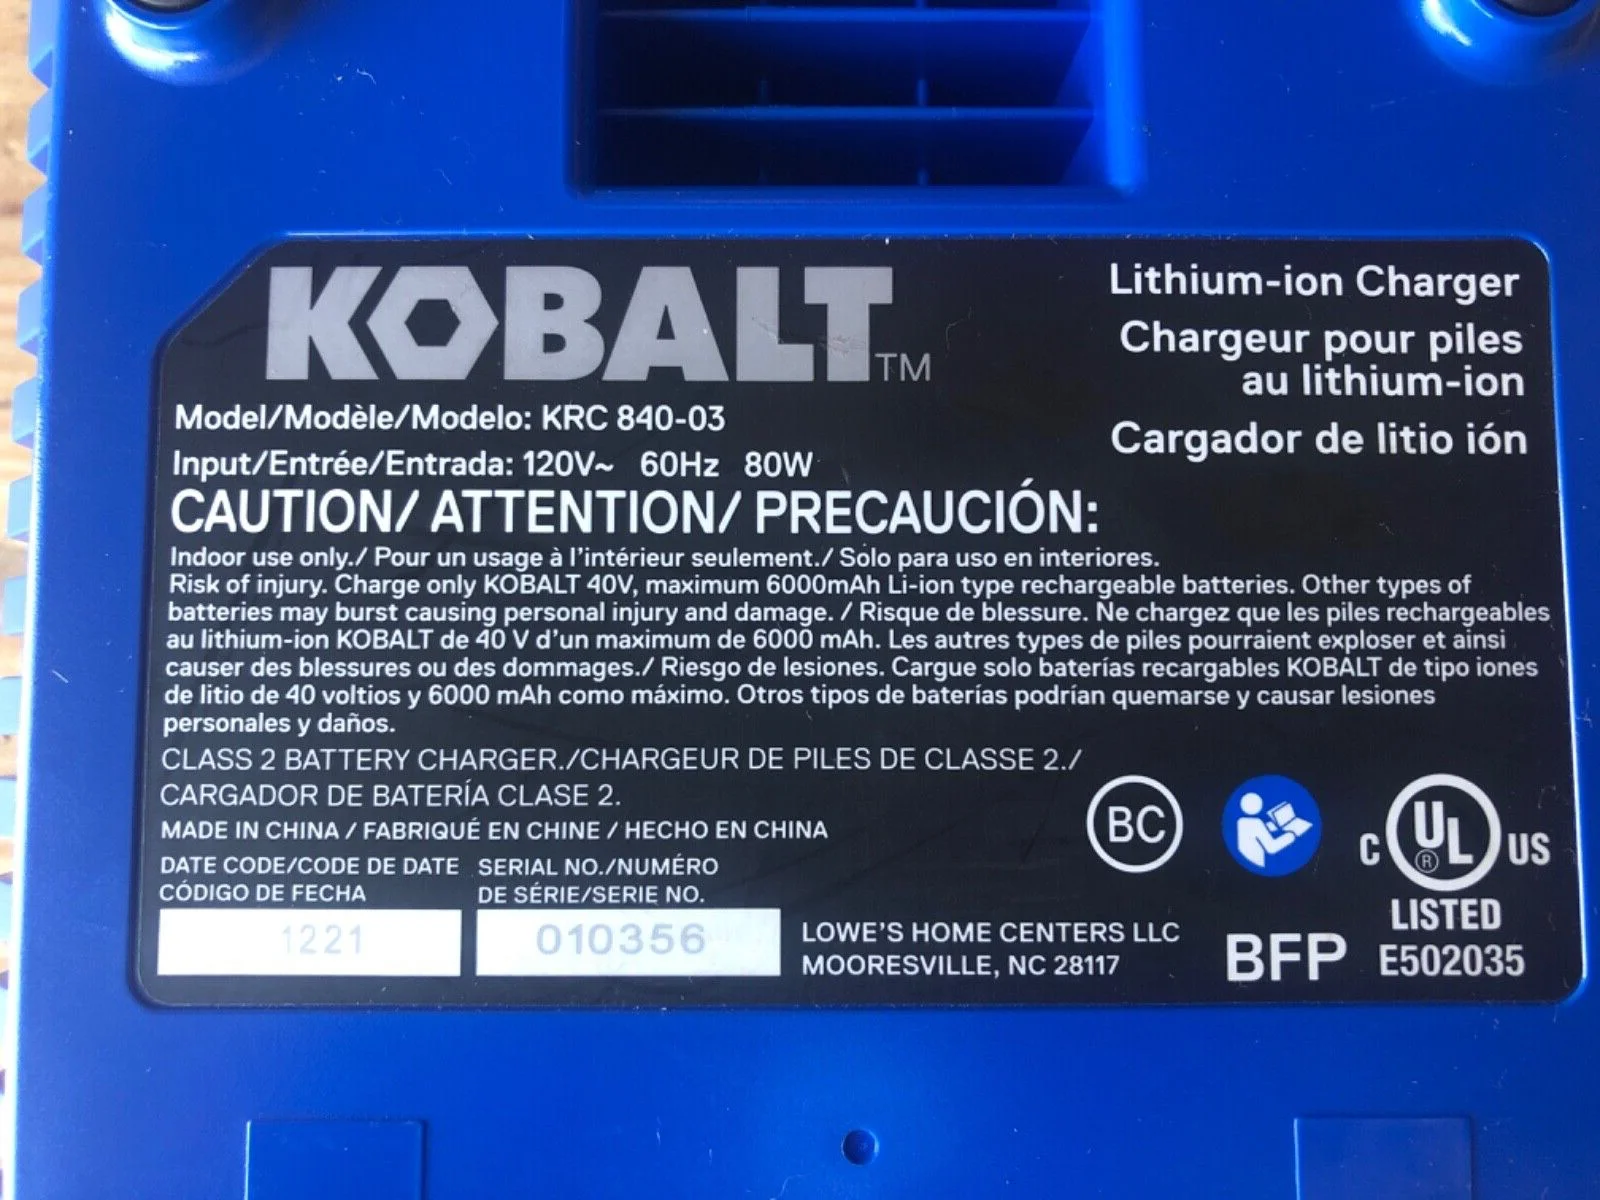 KOBALT™
Lithium-ion Charger
Chargeur pour piles
au lithium-ion
Cargador de litio ión
Model/Modèle/Modelo: KRC 840-03
Input/Entrée/Entrada: 120V~ 60Hz 80W
CAUTION/ ATTENTION/ PRECAUCIÓN:
Indoor use only./ Pour un usage à l'intérieur seulement./ Solo para uso en interiores.
Risk of injury. Charge only KOBALT 40V, maximum 6000mAh Li-ion type rechargeable batteries. Other types of
batteries may burst causing personal injury and damage. / Risque de blessure. Ne chargez que les piles rechargeables
au lithium-ion KOBALT de 40 V d'un maximum de 6000 mAh. Les autres types de piles pourraient exploser et ainsi
causer des blessures ou des dommages./ Riesgo de lesiones. Cargue solo baterías recargables KOBALT de tipo iones
de litio de 40 voltios y 6000 mAh como máximo. Otros tipos de baterías podrían quemarse y causar lesiones
personales y daños.
CLASS 2 BATTERY CHARGER./CHARGEUR DE PILES DE CLASSE 2./
CARGADOR DE BATERÍA CLASE 2.
MADE IN CHINA / FABRIQUÉ EN CHINE / HECHO EN CHINA
DATE CODE/CODE DE DATE
CÓDIGO DE FECHA
1221
SERIAL NO./NUMÉRO
DE SÉRIE/SERIE NO.
010356
LOWE'S HOME CENTERS LLC
MOORESVILLE, NC 28117
BC
BFP
C UL ® US
LISTED
E502035